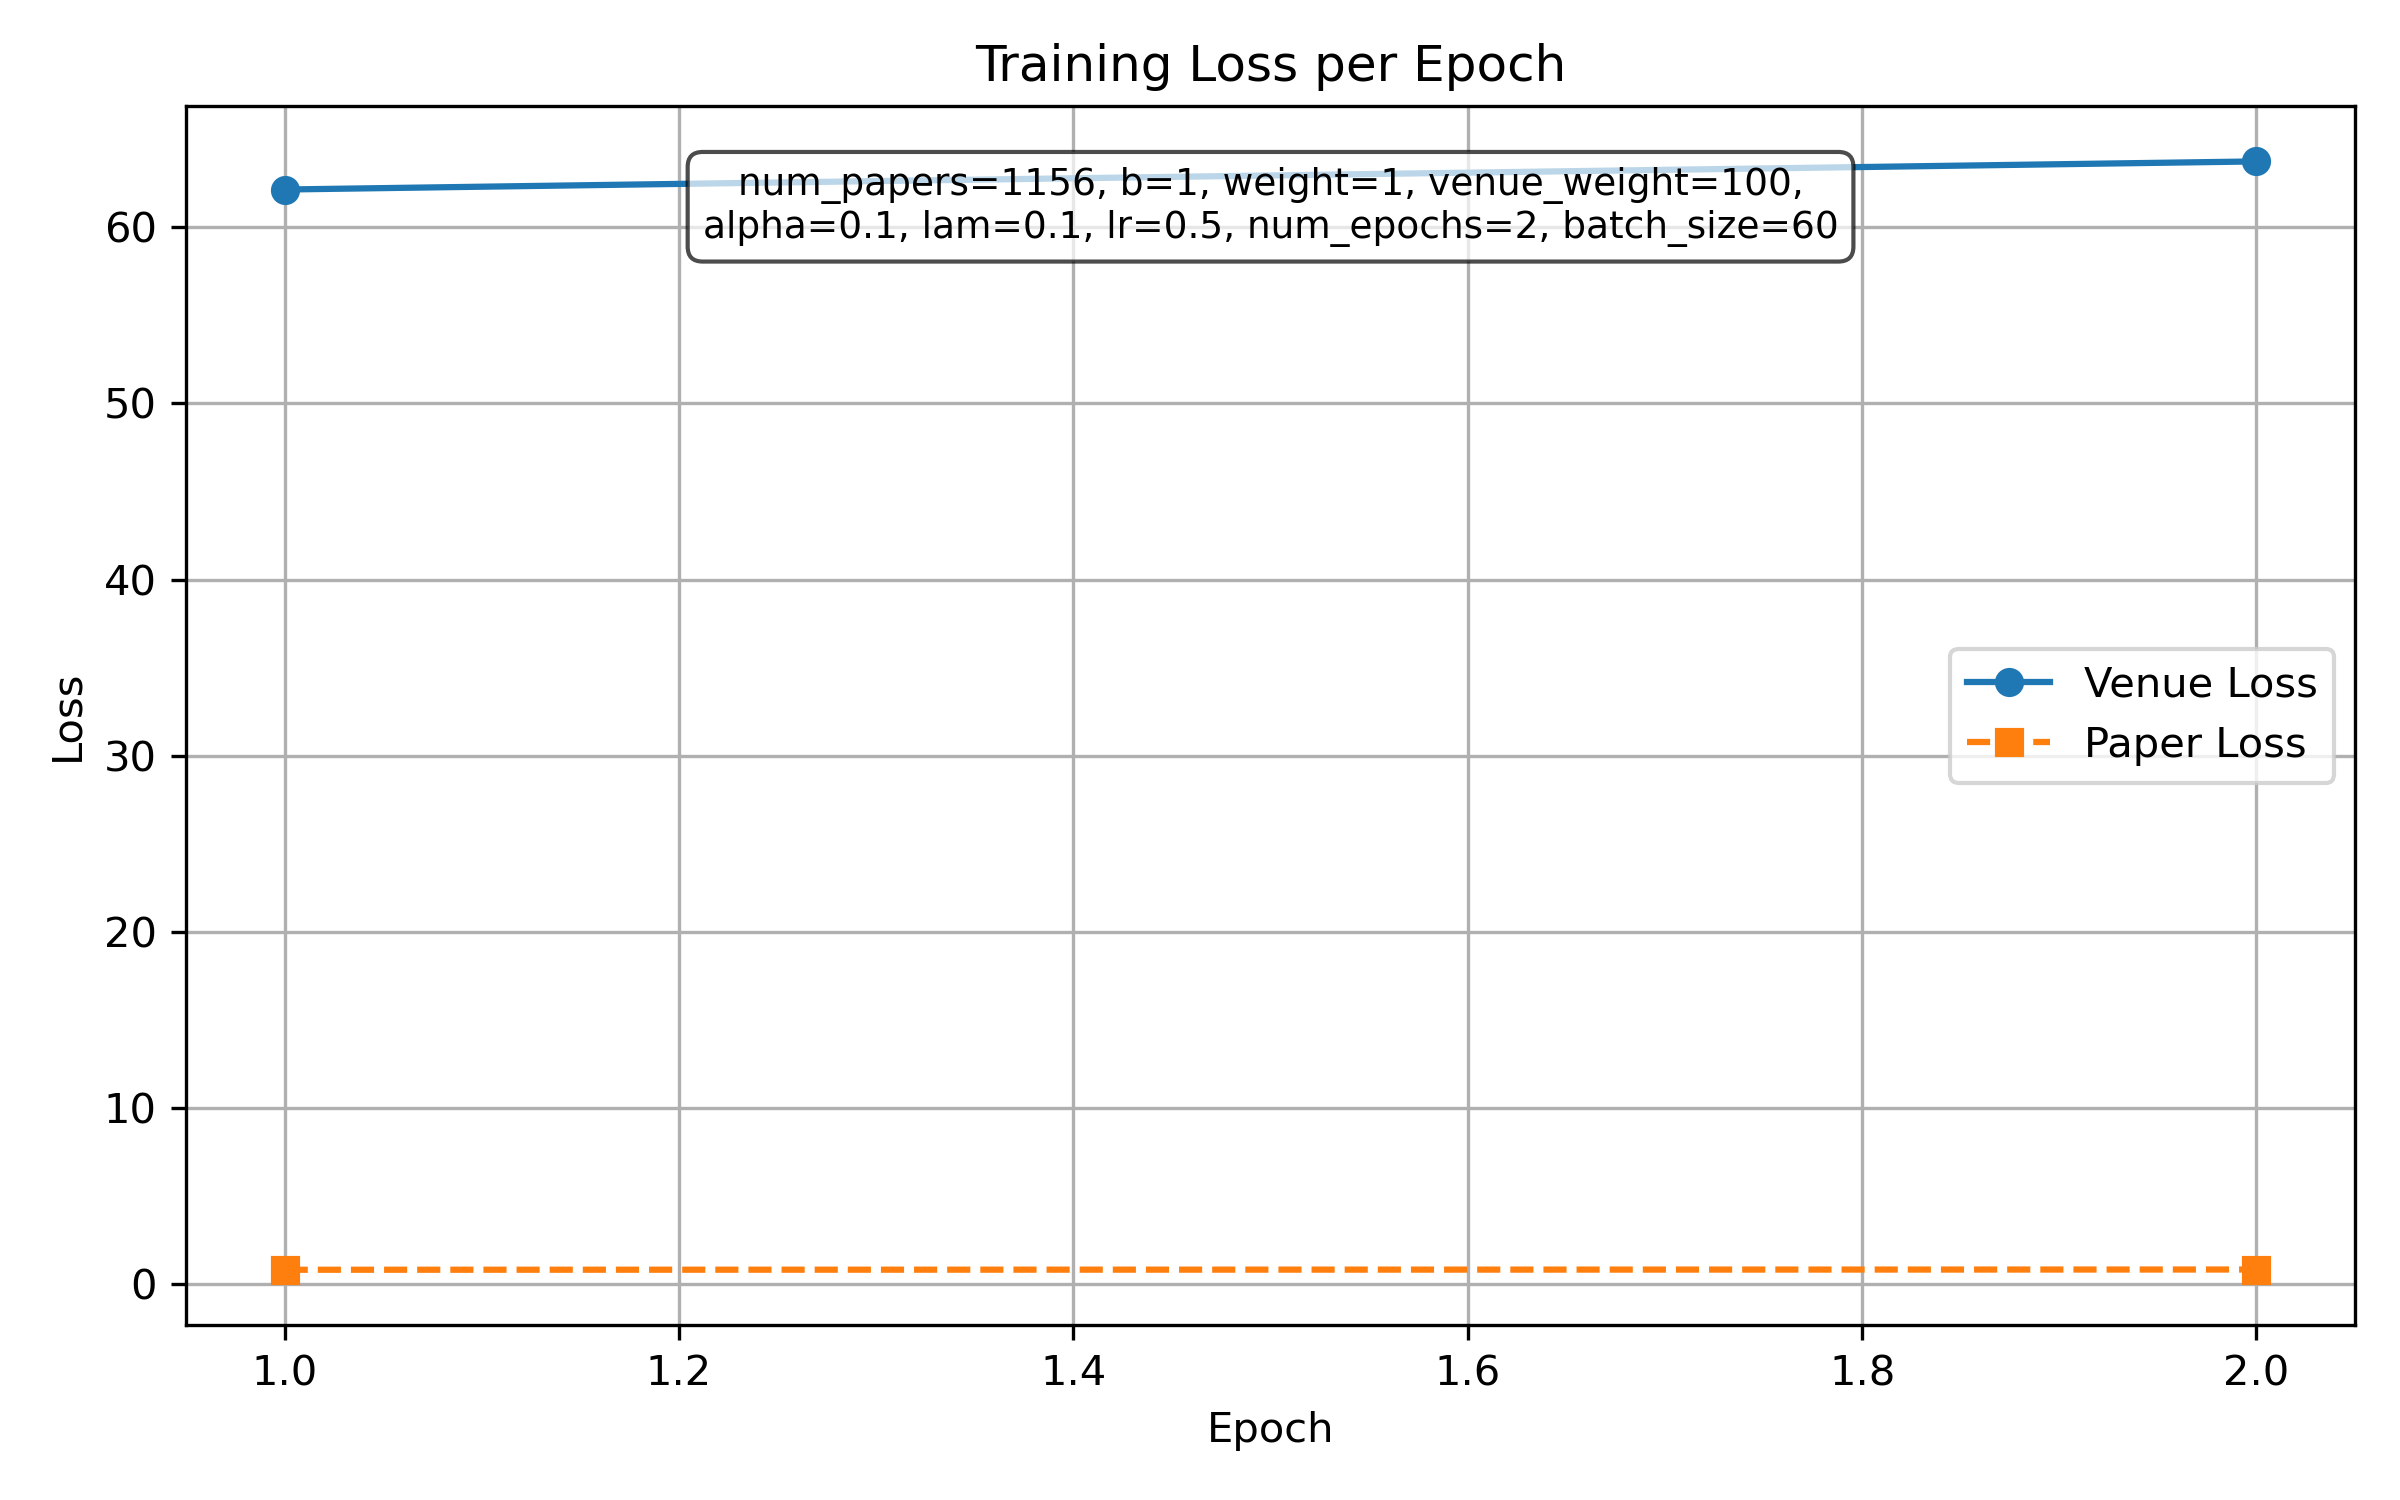 Training Loss per Epoch
num_papers=1156, b=1, weight=1, venue_weight=100,
alpha=0.1, lam=0.1, lr=0.5, num_epochs=2, batch_size=60
60
50
40
30
20
10
0
Loss
Venue Loss
Paper Loss
1.0 1.2 1.4 1.6 1.8 2.0
Epoch